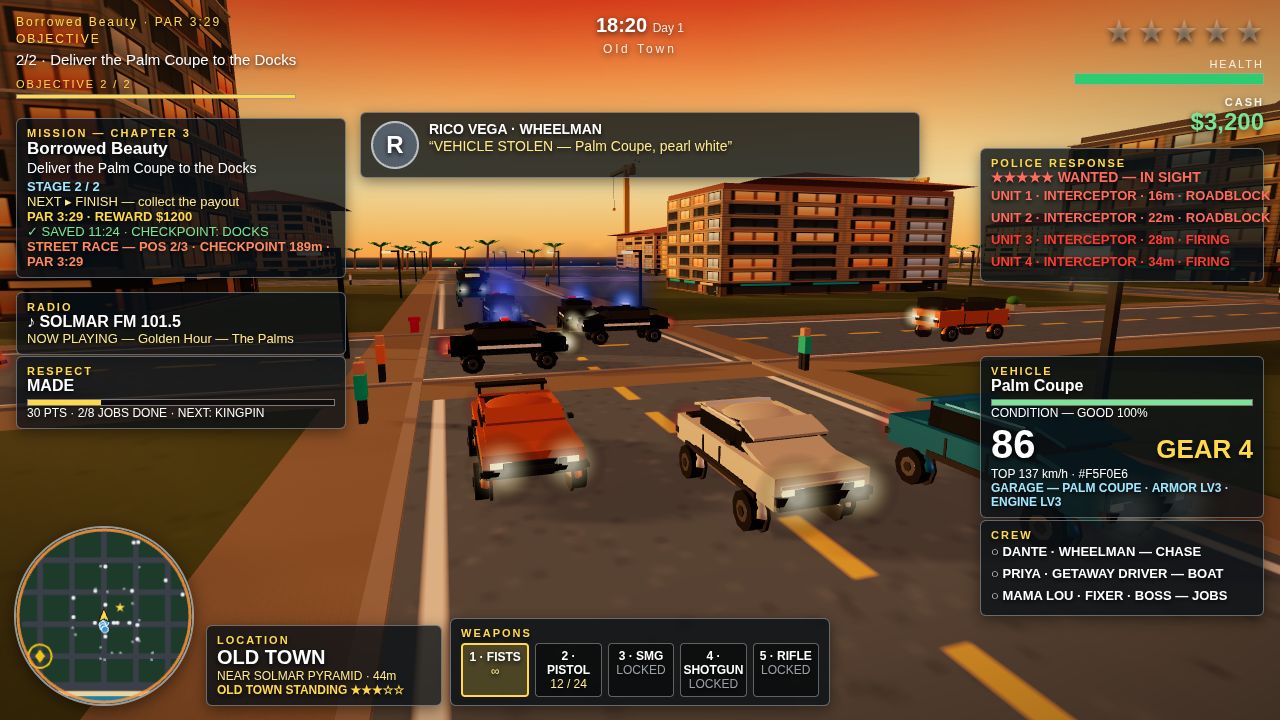 Borrowed Beauty · PAR 3:29
OBJECTIVE
2/2 · Deliver the Palm Coupe to the Docks
OBJECTIVE 2 / 2
18:20 Day 1
Old Town
HEALTH
CASH
$3,200
MISSION — CHAPTER 3
Borrowed Beauty
Deliver the Palm Coupe to the Docks
STAGE 2 / 2
NEXT ▸ FINISH — collect the payout
PAR 3:29 · REWARD $1200
✓ SAVED 11:24 · CHECKPOINT: DOCKS
STREET RACE — POS 2/3 · CHECKPOINT 189m ·
PAR 3:29
R
RICO VEGA · WHEELMAN
“VEHICLE STOLEN — Palm Coupe, pearl white”
POLICE RESPONSE
★★★★★ WANTED — IN SIGHT
UNIT 1 · INTERCEPTOR · 16m · ROADBLOCK
UNIT 2 · INTERCEPTOR · 22m · ROADBLOCK
UNIT 3 · INTERCEPTOR · 28m · FIRING
UNIT 4 · INTERCEPTOR · 34m · FIRING
RADIO
♪ SOLMAR FM 101.5
NOW PLAYING — Golden Hour — The Palms
RESPECT
MADE
30 PTS · 2/8 JOBS DONE · NEXT: KINGPIN
VEHICLE
Palm Coupe
CONDITION — GOOD 100%
86 GEAR 4
TOP 137 km/h · #F5F0E6
GARAGE — PALM COUPE · ARMOR LV3 ·
ENGINE LV3
CREW
○ DANTE · WHEELMAN — CHASE
○ PRIYA · GETAWAY DRIVER — BOAT
○ MAMA LOU · FIXER · BOSS — JOBS
LOCATION
OLD TOWN
NEAR SOLMAR PYRAMID · 44m
OLD TOWN STANDING ★★★☆☆
WEAPONS
1 · FISTS
∞
2 · PISTOL
12 / 24
3 · SMG
LOCKED
4 · SHOTGUN
LOCKED
5 · RIFLE
LOCKED